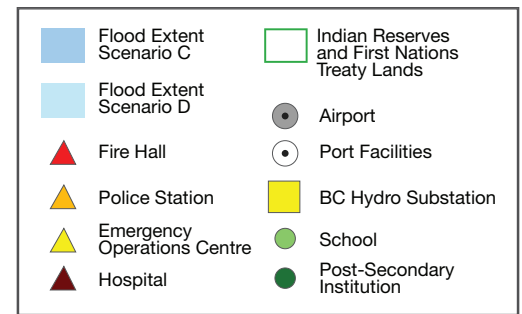 Flood Extent
Scenario C
Flood Extent
Scenario D
Fire Hall
Police Station
Emergency
Operations Centre
Hospital
Indian Reserves
and First Nations
Treaty Lands
Airport
Port Facilities
BC Hydro Substation
School
Post-Secondary
Institution